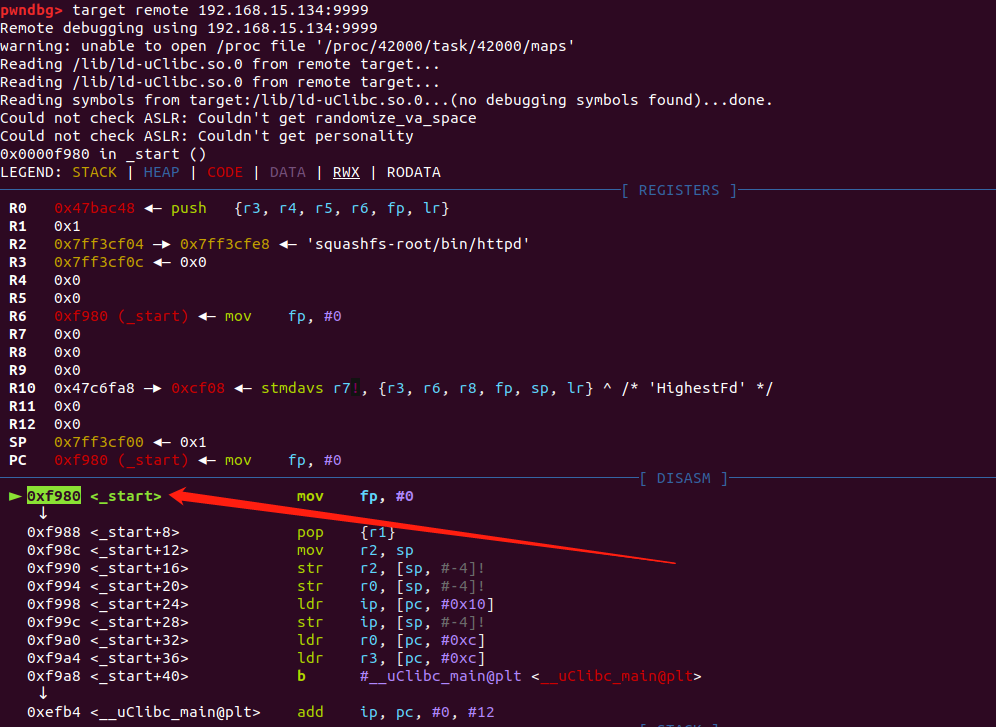 pwndbg> target remote 192.168.15.134:9999
Remote debugging using 192.168.15.134:9999
warning: unable to open /proc file '/proc/42000/task/42000/maps'
Reading /lib/ld-uClibc.so.0 from remote target...
Reading /lib/ld-uClibc.so.0 from remote target...
Reading symbols from target:/lib/ld-uClibc.so.0...(no debugging symbols found)...done.
Could not check ASLR: Couldn't get randomize_va_space
Could not check ASLR: Couldn't get personality
0x0000f980 in _start ()
LEGEND: STACK | HEAP | CODE | DATA | RWX | RODATA
[ REGISTERS ]
R0 0x47bac48 ◂— push {r3, r4, r5, r6, fp, lr}
R1 0x1
R2 0x7ff3cf04 —▸ 0x7ff3cfe8 ◂— 'squashfs-root/bin/httpd'
R3 0x7ff3cf0c ◂— 0x0
R4 0x0
R5 0x0
R6 0xf980 (_start) ◂— mov fp, #0
R7 0x0
R8 0x0
R9 0x0
R10 0x47c6fa8 —▸ 0xcf08 ◂— stmdavs r7!, {r3, r6, r8, fp, sp, lr} ^ /* 'HighestFd' */
R11 0x0
R12 0x0
SP 0x7ff3cf00 ◂— 0x1
PC 0xf980 (_start) ◂— mov fp, #0
[ DISASM ]
► 0xf980 <_start> mov fp, #0
↓
0xf988 <_start+8> pop {r1}
0xf98c <_start+12> mov r2, sp
0xf990 <_start+16> str r2, [sp, #-4]!
0xf994 <_start+20> str r0, [sp, #-4]!
0xf998 <_start+24> ldr ip, [pc, #0x10]
0xf99c <_start+28> str ip, [sp, #-4]!
0xf9a0 <_start+32> ldr r0, [pc, #0xc]
0xf9a4 <_start+36> ldr r3, [pc, #0xc]
0xf9a8 <_start+40> b #__uClibc_main@plt <__uClibc_main@plt>
↓
0xefb4 <__uClibc_main@plt> add ip, pc, #0, #12